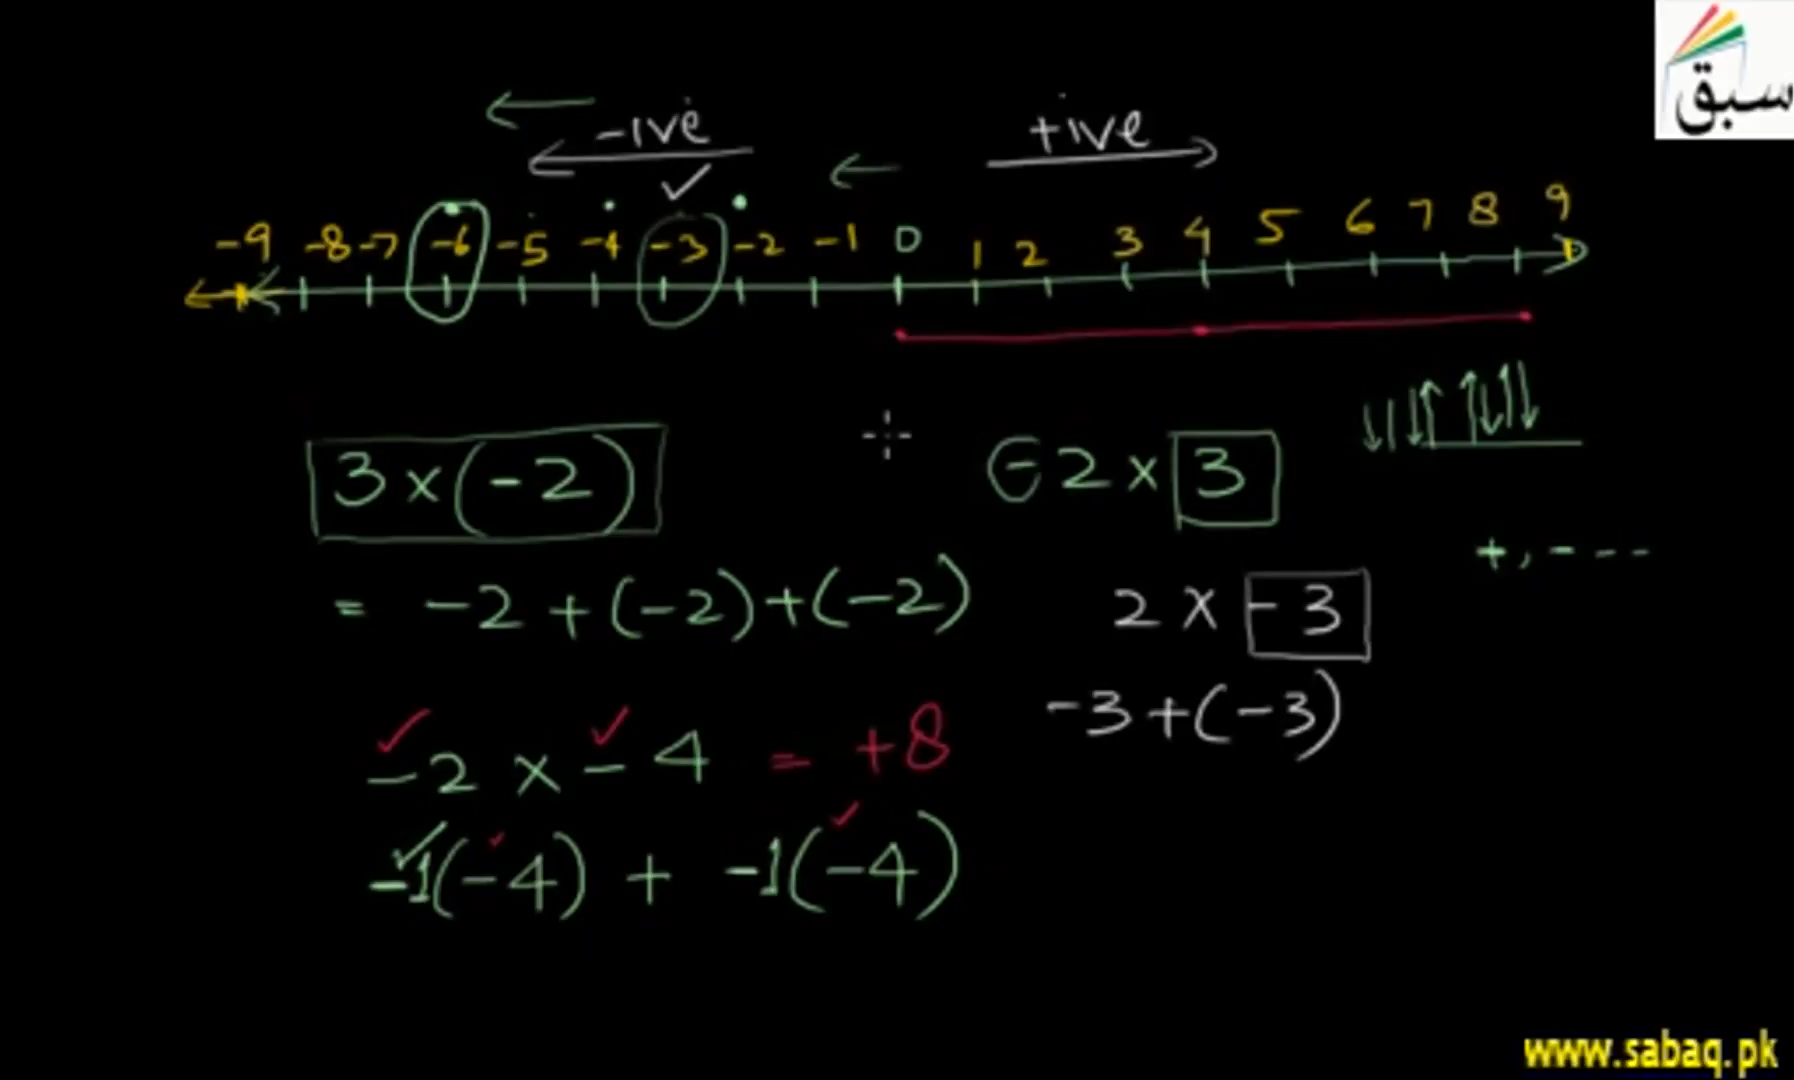 سبق
-ive +ive
-9 -8 -7 -6 -5 -4 -3 -2 -1 0 1 2 3 4 5 6 7 8 9
3 × (-2)
-2 × 3
+, - - -
= -2 + (-2) + (-2)
2 × -3
-3 + (-3)
-2 × -4 = +8
-1(-4) + -1(-4)
www.sabaq.pk